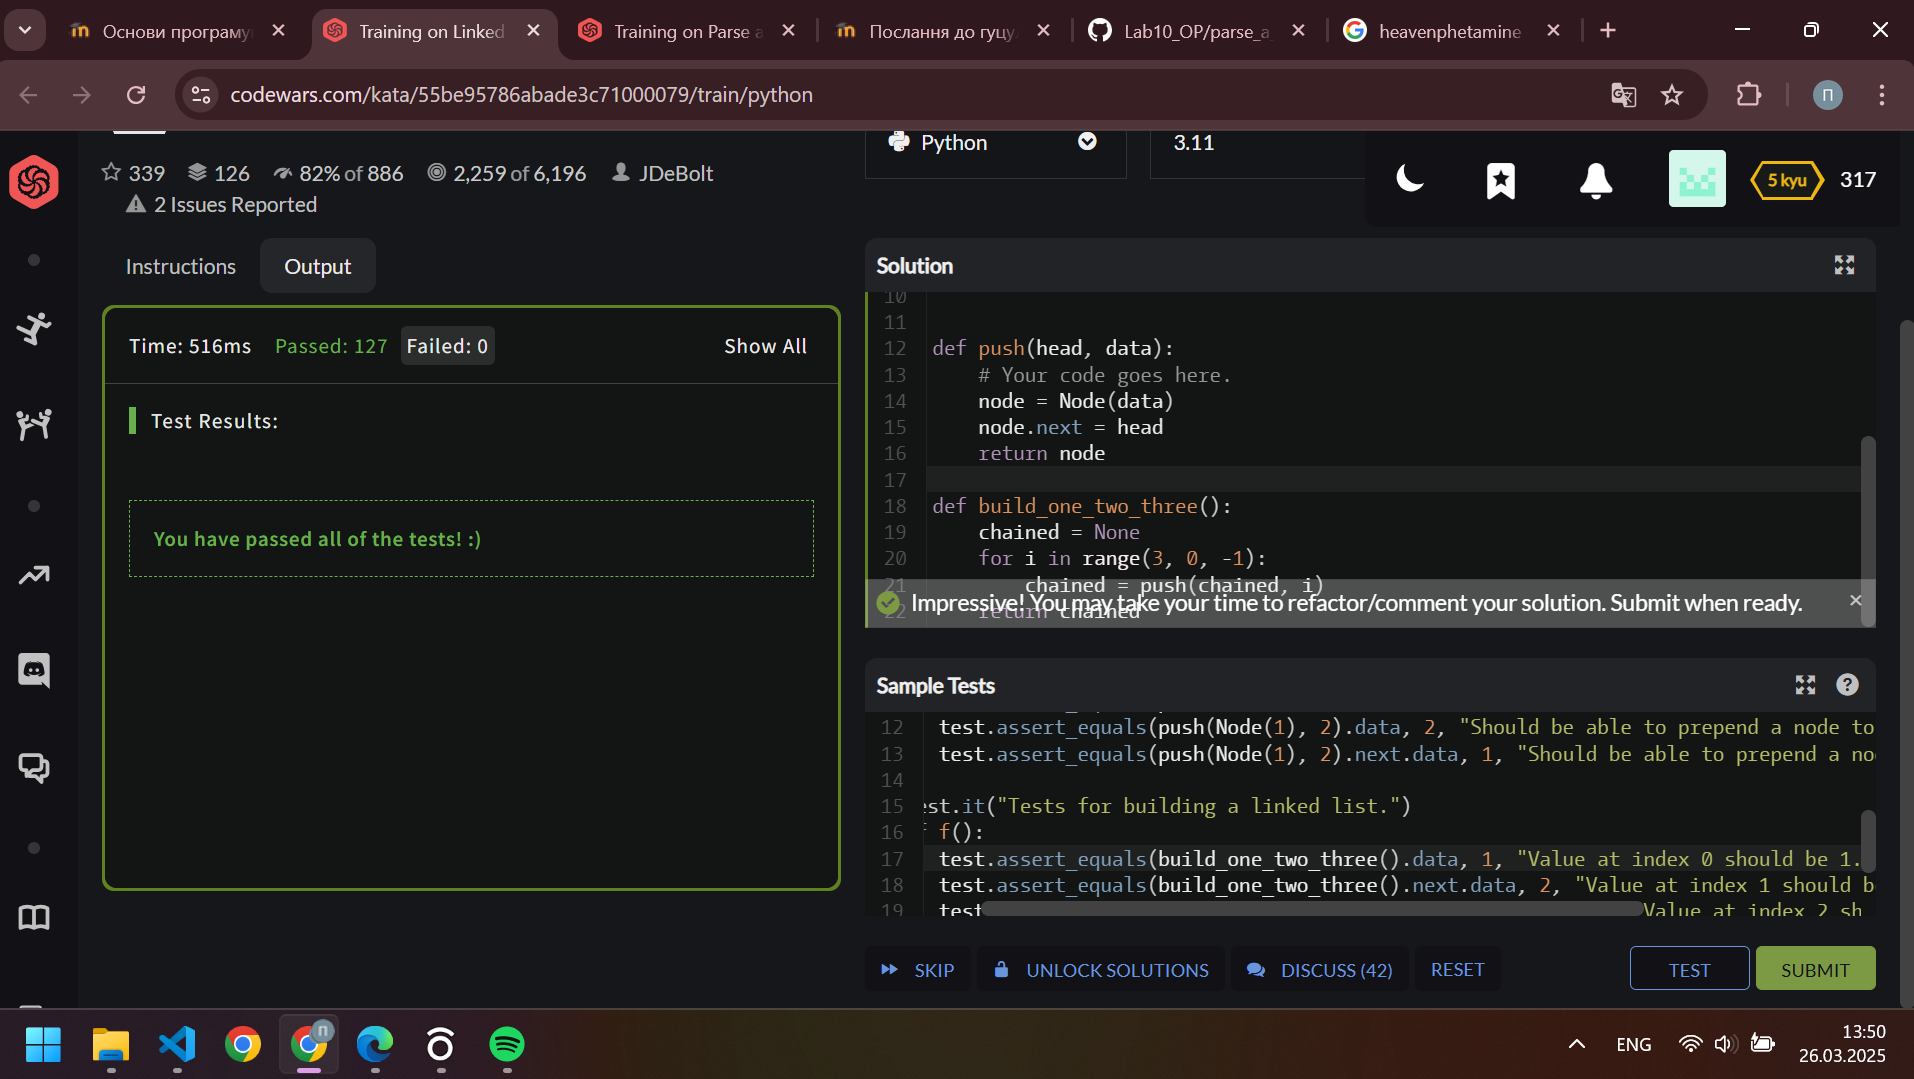 Основи програму
Training on Linked
Training on Parse a
Послання до гуцу
Lab10_OP/parse_a
heavenphetamine
codewars.com/kata/55be95786abade3c71000079/train/python
П
339 126 82% of 886 2,259 of 6,196 JDeBolt
2 Issues Reported
Python
3.11
5 kyu 317
Instructions
Output
Time: 516ms Passed: 127 Failed: 0 Show All
Test Results:
You have passed all of the tests! :)
Solution
10
11
12 def push(head, data):
13 # Your code goes here.
14 node = Node(data)
15 node.next = head
16 return node
17
18 def build_one_two_three():
19 chained = None
20 for i in range(3, 0, -1):
21 chained = push(chained, i)
22 return chained
Impressive! You may take your time to refactor/comment your solution. Submit when ready.
Sample Tests
12 test.assert_equals(push(Node(1), 2).data, 2, "Should be able to prepend a node to
13 test.assert_equals(push(Node(1), 2).next.data, 1, "Should be able to prepend a no
14
15 est.it("Tests for building a linked list.")
16 f():
17 test.assert_equals(build_one_two_three().data, 1, "Value at index 0 should be 1.
18 test.assert_equals(build_one_two_three().next.data, 2, "Value at index 1 should b
19 test Value at index 2 sh
SKIP
UNLOCK SOLUTIONS
DISCUSS (42)
RESET
TEST
SUBMIT
П
ENG
13:50
26.03.2025